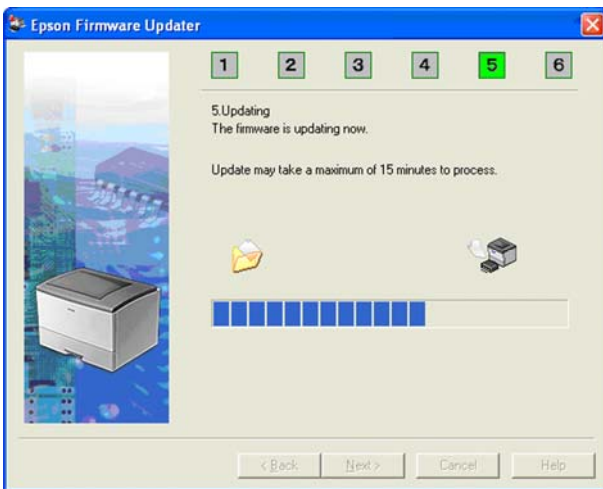 Epson Firmware Updater
1 2 3 4 5 6
5.Updating
The firmware is updating now.
Update may take a maximum of 15 minutes to process.
< Back Next > Cancel Help